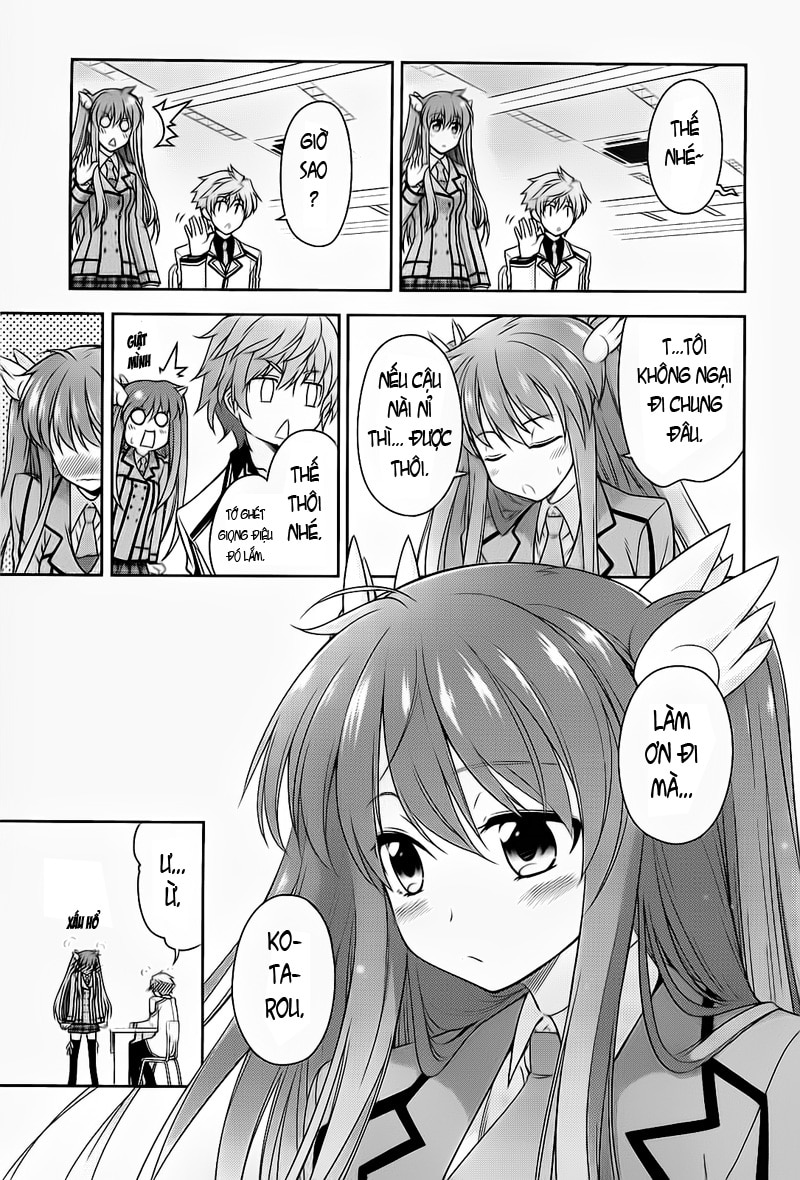 THẾ
NHÉ~
GIỜ
SAO
?
T...TÔI
KHÔNG NGẠI
ĐI CHUNG
ĐÂU.
NẾU CẬU
NÀI NỈ
THÌ... ĐƯỢC
THÔI.
THẾ
THÔI NHÉ.
TỚ GHÉT
GIỌNG ĐIỆU
ĐÓ LẮM.
GIẬT
MÌNH
LÀM
ƠN ĐI
MÀ...
KO-
TA-
ROU.
Ư...
Ừ.
XẤU HỔ